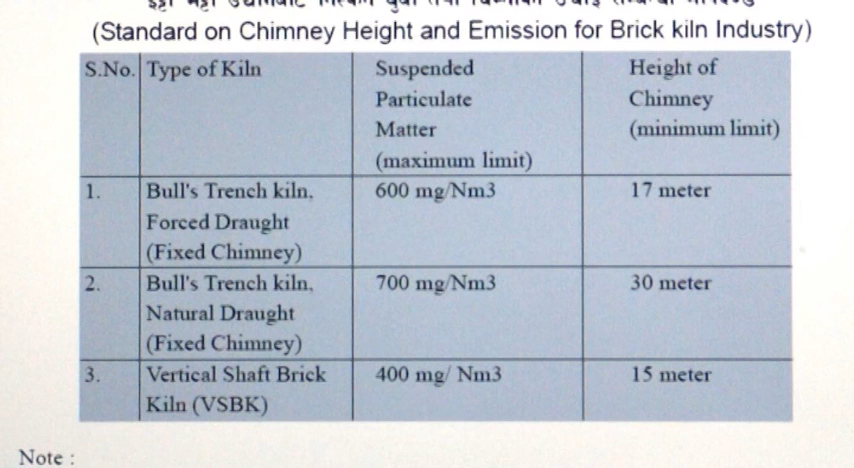 (Standard on Chimney Height and Emission for Brick kiln Industry)
S.No. Type of Kiln Suspended Particulate Matter (maximum limit) Height of Chimney (minimum limit)
1. Bull's Trench kiln, Forced Draught (Fixed Chimney) 600 mg/Nm3 17 meter
2. Bull's Trench kiln, Natural Draught (Fixed Chimney) 700 mg/Nm3 30 meter
3. Vertical Shaft Brick Kiln (VSBK) 400 mg/ Nm3 15 meter
Note :